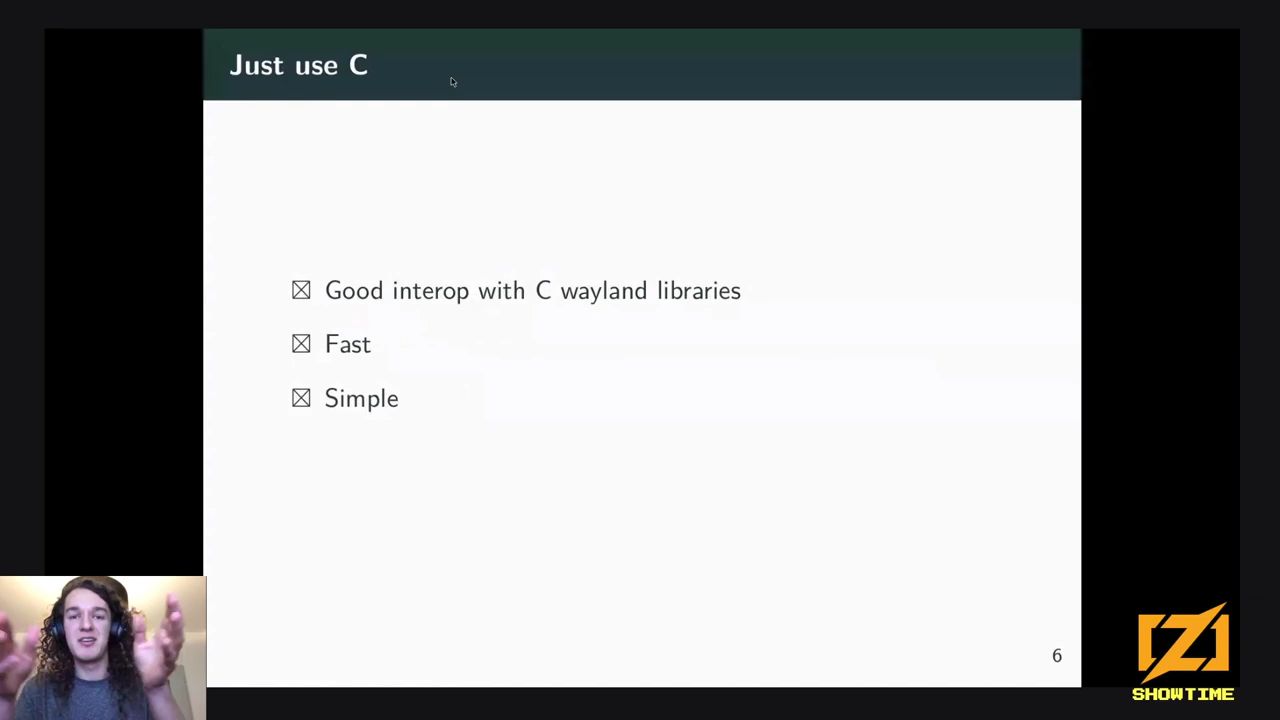 Just use C
☒ Good interop with C wayland libraries
☒ Fast
☒ Simple
6
Z
SHOWTIME